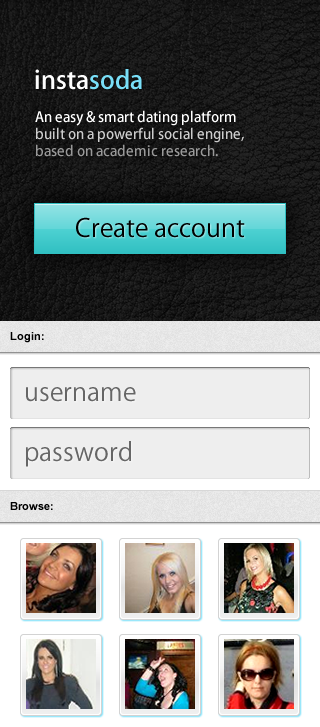 instasoda
An easy & smart dating platform
built on a powerful social engine,
based on academic research.
Create account
Login:
username
password
Browse: